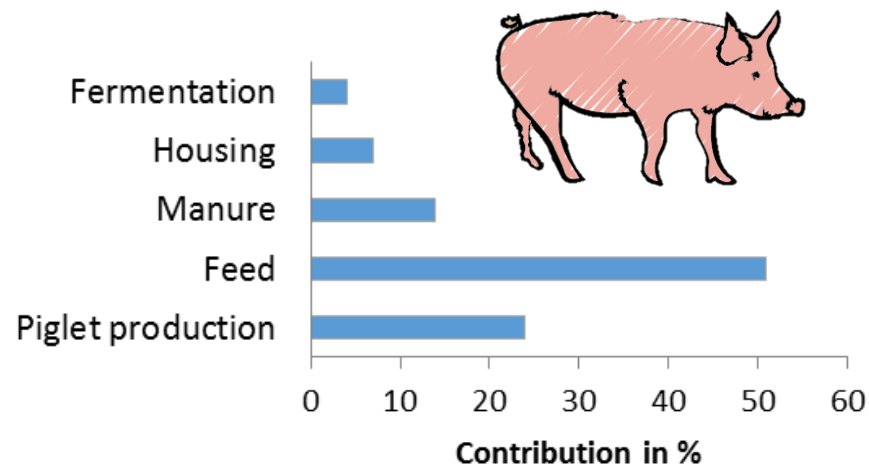 Fermentation
Housing
Manure
Feed
Piglet production
0 10 20 30 40 50 60
Contribution in %